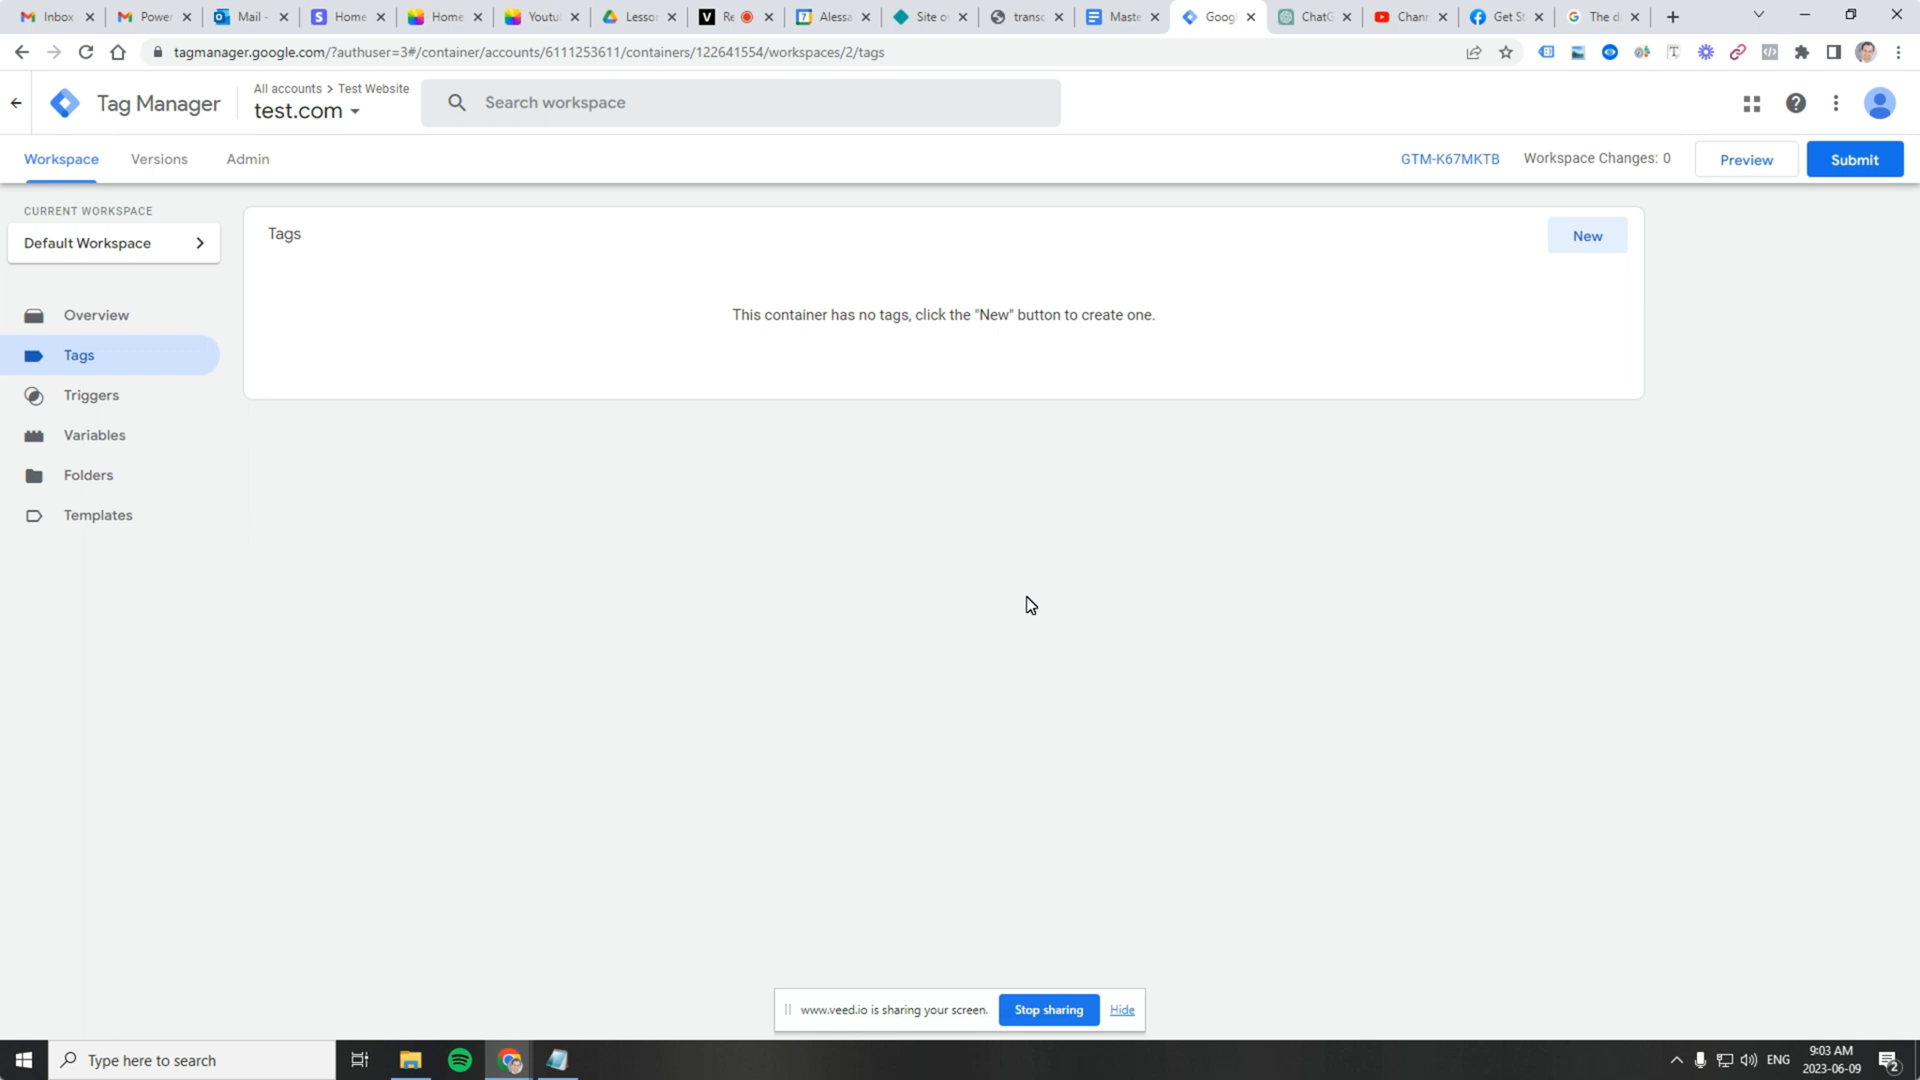 Inbox
Power
Mail -
Home
Home
Youtu
Lessor
Re
Alessa
Site o
transc
Maste
Goog
ChatG
Chann
Get S
The d
tagmanager.google.com/?authuser=3#/container/accounts/6111253611/containers/122641554/workspaces/2/tags
Tag Manager
All accounts > Test Website
test.com
Search workspace
Workspace
Versions
Admin
GTM-K67MKTB
Workspace Changes: 0
Preview
Submit
CURRENT WORKSPACE
Default Workspace
Overview
Tags
Triggers
Variables
Folders
Templates
Tags
New
This container has no tags, click the "New" button to create one.
www.veed.io is sharing your screen.
Stop sharing
Hide
Type here to search
ENG
9:03 AM
2023-06-09
2